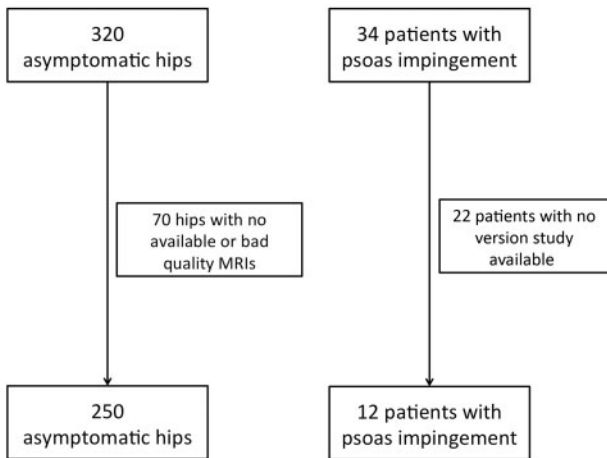 320
asymptomatic hips
34 patients with
psoas impingement
70 hips with no
available or bad
quality MRIs
22 patients with no
version study
available
250
asymptomatic hips
12 patients with
psoas impingement